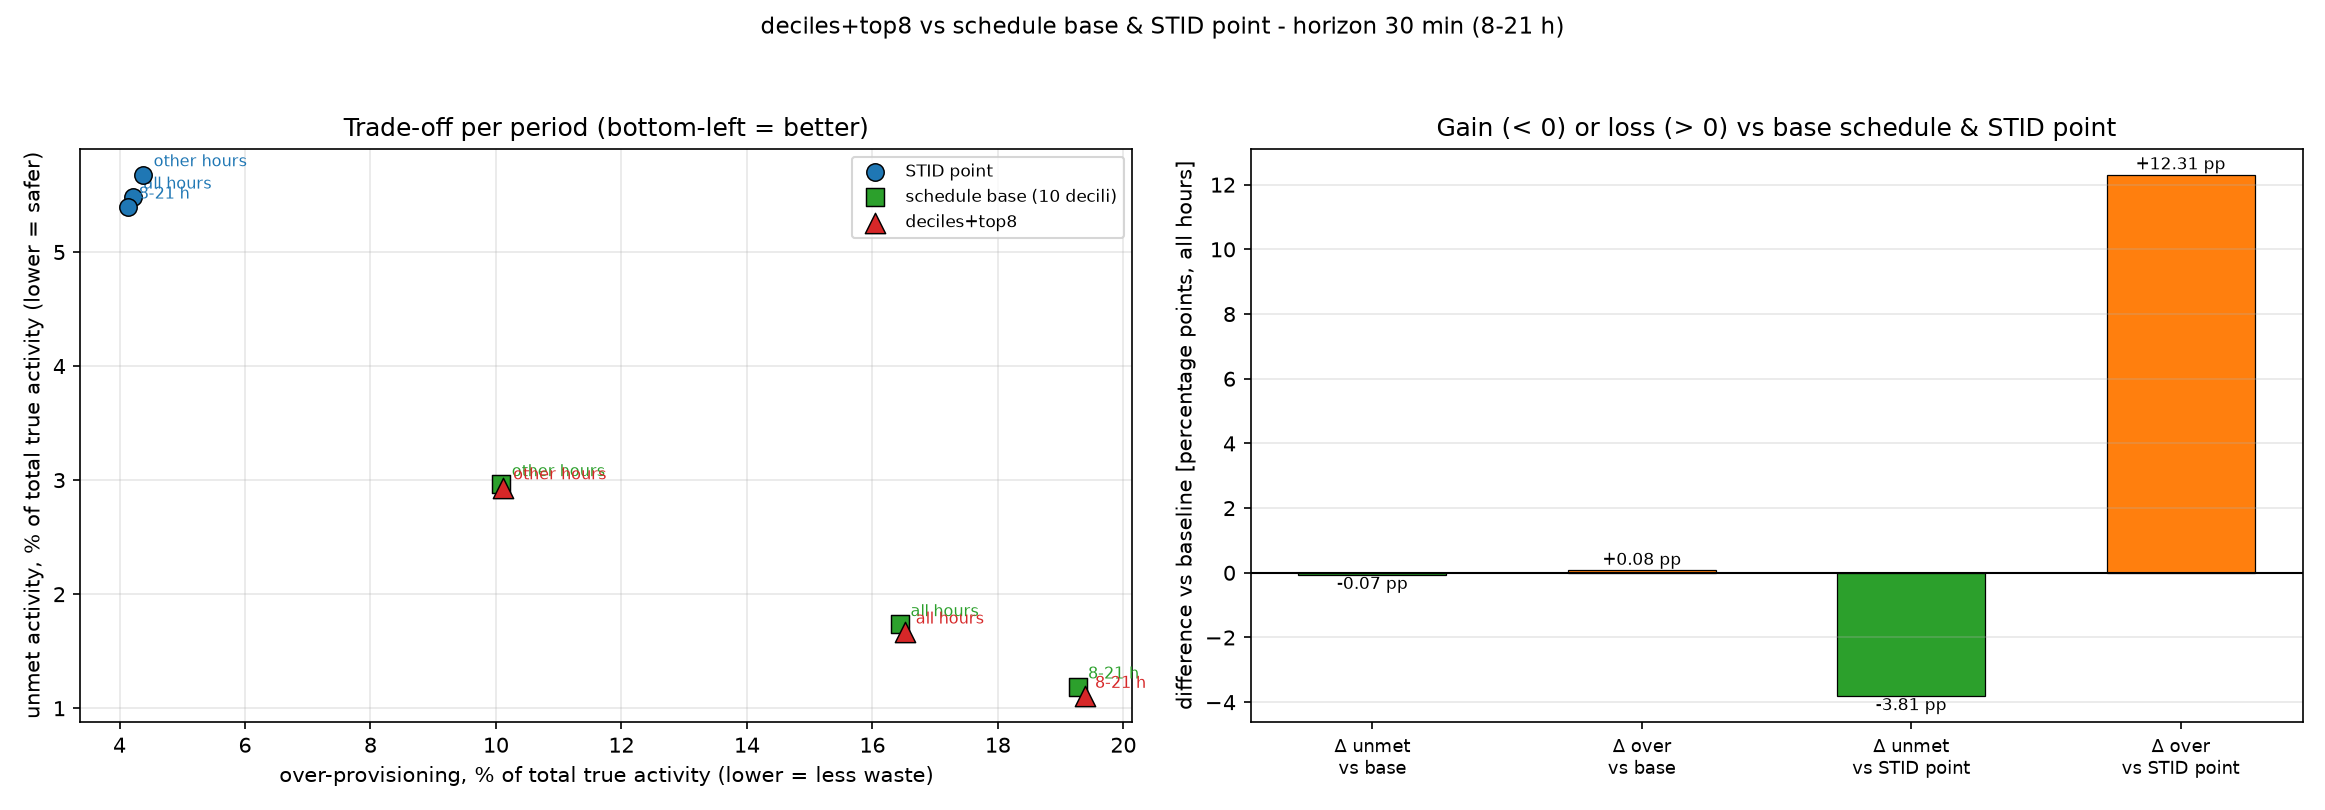 deciles+top8 vs schedule base & STID point - horizon 30 min (8-21 h)
Trade-off per period (bottom-left = better)
unmet activity, % of total true activity (lower = safer)
5
4
3
2
1
other hours
all hours
8-21 h
STID point
schedule base (10 decili)
deciles+top8
other hours
other hours
all hours
all hours
8-21 h
8-21 h
4 6 8 10 12 14 16 18 20
over-provisioning, % of total true activity (lower = less waste)
Gain (< 0) or loss (> 0) vs base schedule & STID point
difference vs baseline [percentage points, all hours]
12
10
8
6
4
2
0
−2
−4
-0.07 pp
+0.08 pp
-3.81 pp
+12.31 pp
Δ unmet
vs base
Δ over
vs base
Δ unmet
vs STID point
Δ over
vs STID point